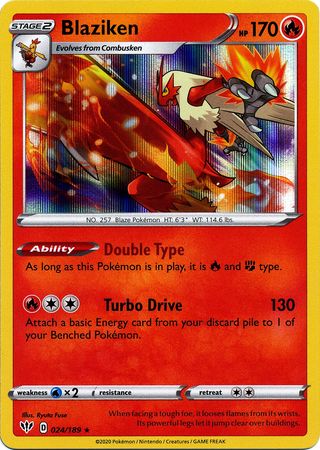 STAGE 2
Blaziken
HP 170
Evolves from Combusken
NO. 257 Blaze Pokémon HT: 6'3" WT: 114.6 lbs.
Ability Double Type
As long as this Pokémon is in play, it is and type.
Turbo Drive 130
Attach a basic Energy card from your discard pile to 1 of
your Benched Pokémon.
weakness ×2 resistance retreat
Illus. Ryuta Fuse
D 024/189 ★
When facing a tough foe, it looses flames from its wrists.
Its powerful legs let it jump clear over buildings.
©2020 Pokémon / Nintendo / Creatures / GAME FREAK